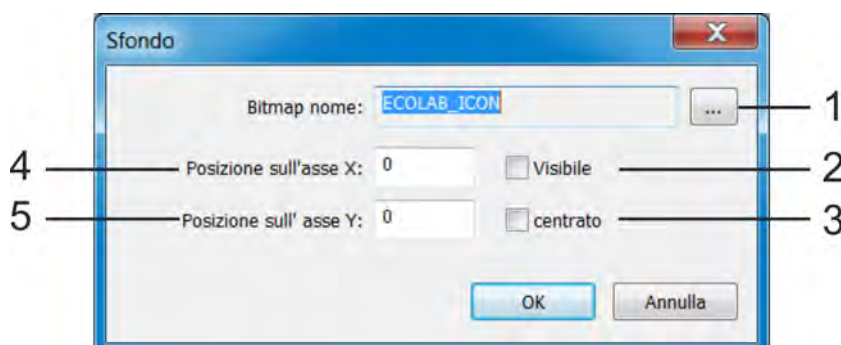 Sfondo X
Bitmap nome: ECOLAB_ICON ... 1
4 Posizione sull'asse X: 0 Visibile 2
5 Posizione sull' asse Y: 0 centrato 3
OK Annulla